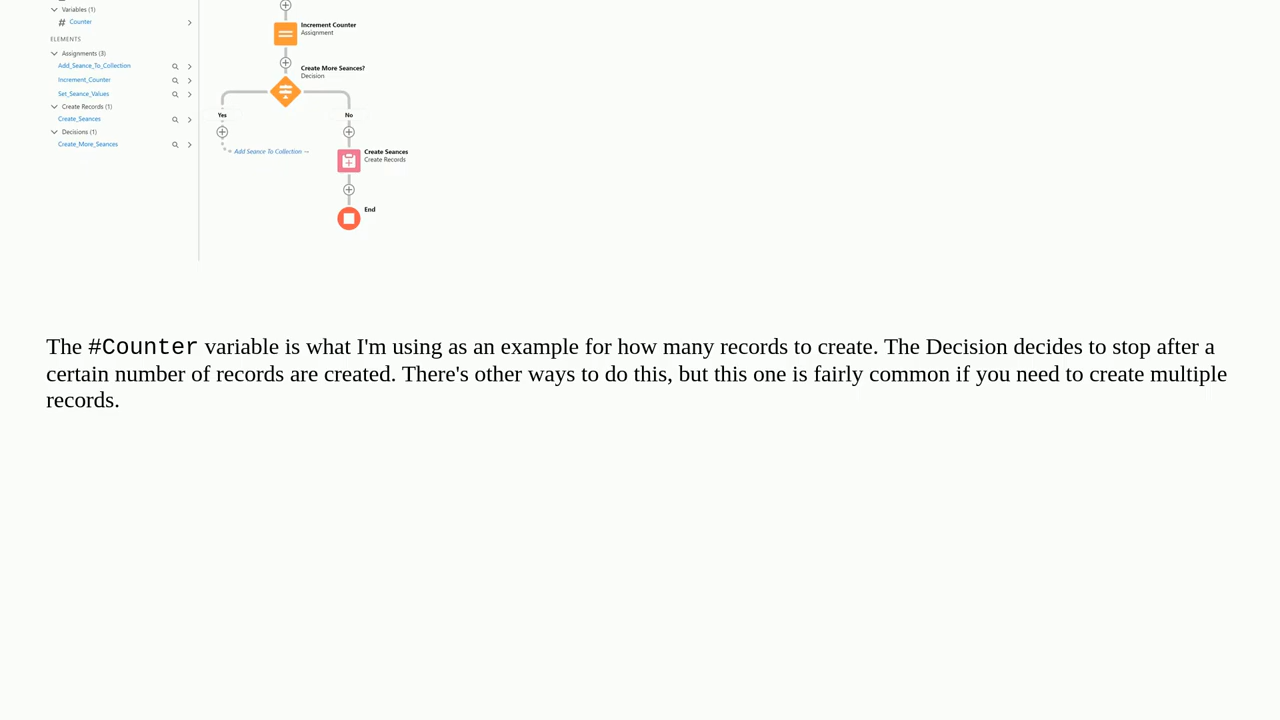 Variables (1)
# Counter
ELEMENTS
Assignments (3)
Add_Seance_To_Collection
Increment_Counter
Set_Seance_Values
Create Records (1)
Create_Seances
Decisions (1)
Create_More_Seances
Increment Counter
Assignment
Create More Seances?
Decision
Yes
No
Add Seance To Collection —
Create Seances
Create Records
End
The #Counter variable is what I'm using as an example for how many records to create. The Decision decides to stop after a
certain number of records are created. There's other ways to do this, but this one is fairly common if you need to create multiple
records.